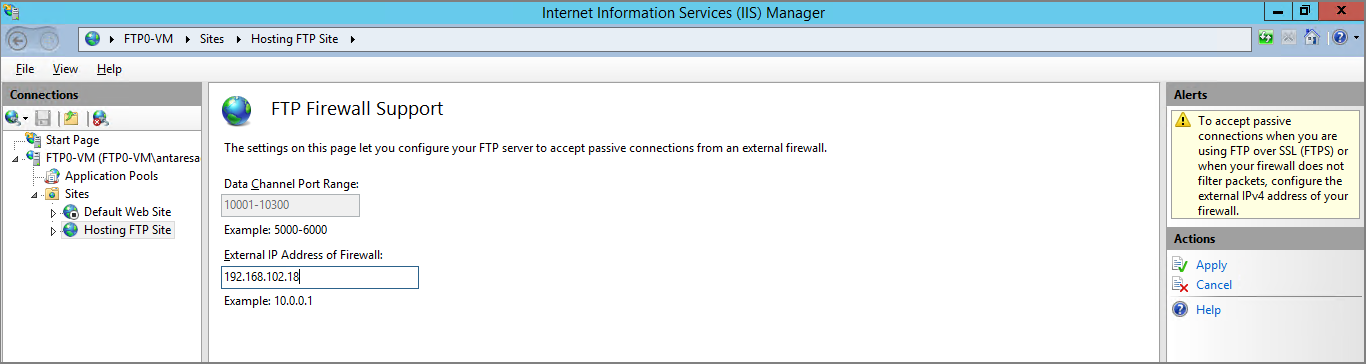 Internet Information Services (IIS) Manager
FTP0-VM Sites Hosting FTP Site
File View Help
Connections
Start Page
FTP0-VM (FTP0-VM\antaresa
Application Pools
Sites
Default Web Site
Hosting FTP Site
FTP Firewall Support
The settings on this page let you configure your FTP server to accept passive connections from an external firewall.
Data Channel Port Range:
10001-10300
Example: 5000-6000
External IP Address of Firewall:
192.168.102.18
Example: 10.0.0.1
Alerts
To accept passive
connections when you are
using FTP over SSL (FTPS) or
when your firewall does not
filter packets, configure the
external IPv4 address of your
firewall.
Actions
Apply
Cancel
Help